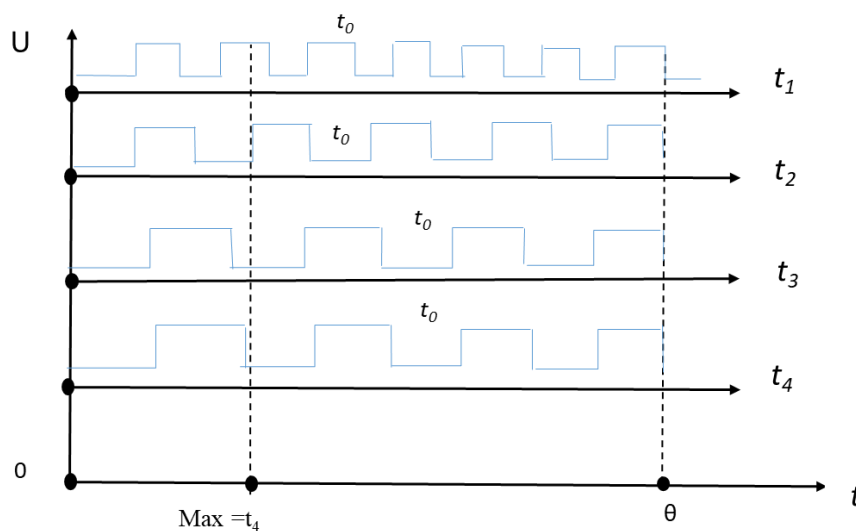 U
t₀
t₁
t₀
t₂
t₀
t₃
t₀
t₄
0
t
Max =t₄
θ